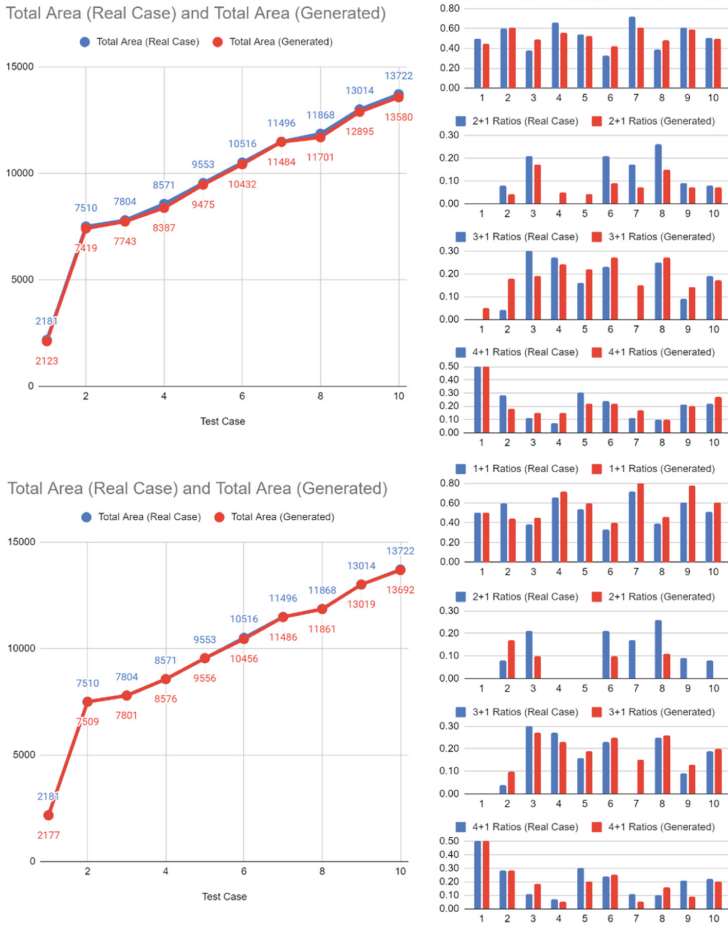 Total Area (Real Case) and Total Area (Generated)
Total Area (Real Case) Total Area (Generated)
15000
10000
5000
0
2181 7510 7804 8571 9553 10516 11496 11868 13014 13722
2123 7419 7743 8387 9475 10432 11484 11701 12895 13580
2 4 6 8 10
Test Case
0.80
0.60
0.40
0.20
0.00
1 2 3 4 5 6 7 8 9 10
2+1 Ratios (Real Case) 2+1 Ratios (Generated)
0.30
0.20
0.10
0.00
1 2 3 4 5 6 7 8 9 10
3+1 Ratios (Real Case) 3+1 Ratios (Generated)
0.30
0.20
0.10
0.00
1 2 3 4 5 6 7 8 9 10
4+1 Ratios (Real Case) 4+1 Ratios (Generated)
0.50
0.40
0.30
0.20
0.10
0.00
1 2 3 4 5 6 7 8 9 10
Total Area (Real Case) and Total Area (Generated)
Total Area (Real Case) Total Area (Generated)
15000
10000
5000
0
2181 7510 7804 8571 9553 10516 11496 11868 13014 13722
2177 7509 7801 8576 9556 10456 11486 11861 13019 13692
2 4 6 8 10
Test Case
1+1 Ratios (Real Case) 1+1 Ratios (Generated)
0.80
0.60
0.40
0.20
0.00
1 2 3 4 5 6 7 8 9 10
2+1 Ratios (Real Case) 2+1 Ratios (Generated)
0.30
0.20
0.10
0.00
1 2 3 4 5 6 7 8 9 10
3+1 Ratios (Real Case) 3+1 Ratios (Generated)
0.30
0.20
0.10
0.00
1 2 3 4 5 6 7 8 9 10
4+1 Ratios (Real Case) 4+1 Ratios (Generated)
0.50
0.40
0.30
0.20
0.10
0.00
1 2 3 4 5 6 7 8 9 10